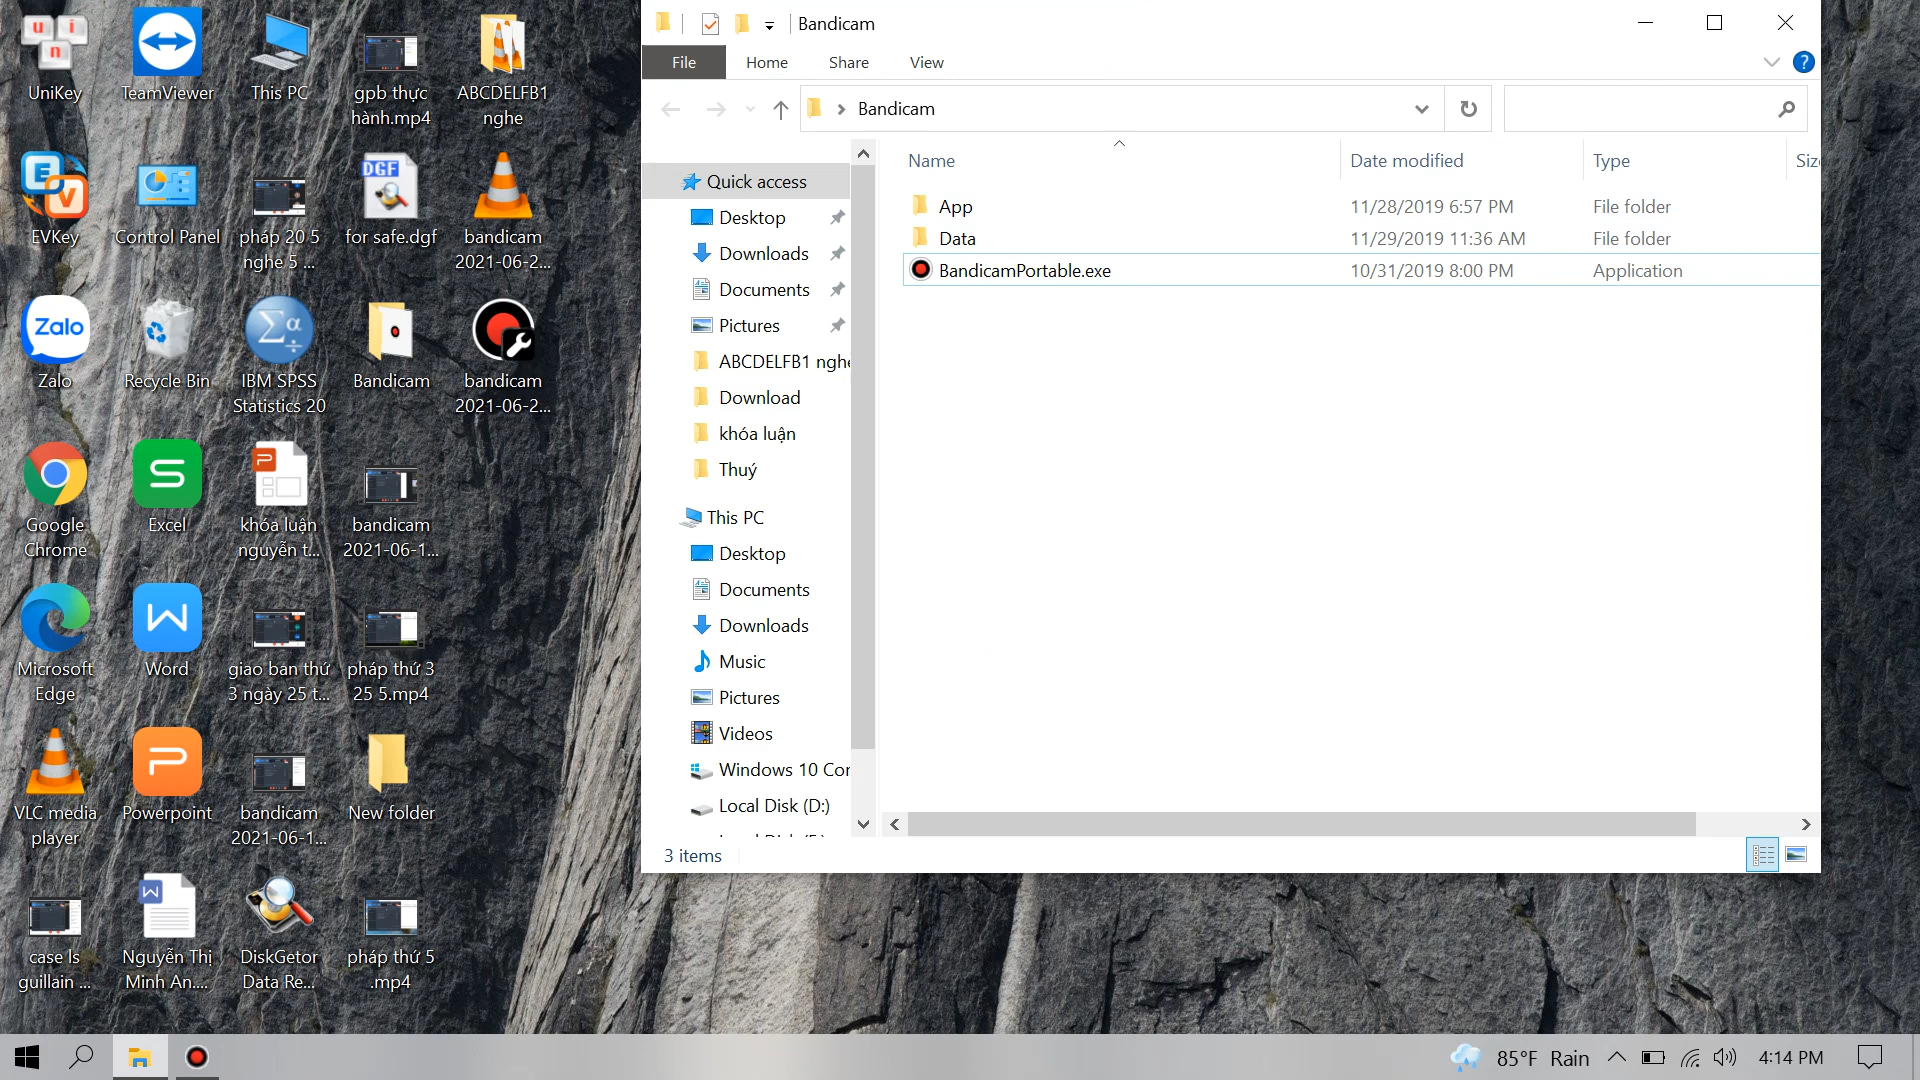 UniKey
TeamViewer
This PC
gpb thực
hành.mp4
ABCDELFB1
nghe
EVKey
Control Panel
pháp 20 5
nghe 5 ...
DGF
for safe.dgf
bandicam
2021-06-2...
Zalo
Zalo
Recycle Bin
IBM SPSS
Statistics 20
Bandicam
bandicam
2021-06-2...
Google
Chrome
Excel
khóa luận
nguyễn t...
bandicam
2021-06-1...
Microsoft
Edge
Word
giao ban thứ
3 ngày 25 t...
pháp thứ 3
25 5.mp4
VLC media
player
Powerpoint
bandicam
2021-06-1...
New folder
case ls
guillain ...
Nguyễn Thị
Minh An....
DiskGetor
Data Re...
pháp thứ 5
.mp4
Bandicam
File Home Share View
Bandicam
Name Date modified Type Siz
App 11/28/2019 6:57 PM File folder
Data 11/29/2019 11:36 AM File folder
BandicamPortable.exe 10/31/2019 8:00 PM Application
Quick access
Desktop
Downloads
Documents
Pictures
ABCDELFB1 nghe
Download
khóa luận
Thuý
This PC
Desktop
Documents
Downloads
Music
Pictures
Videos
Windows 10 Cor
Local Disk (D:)
3 items
85°F Rain 4:14 PM